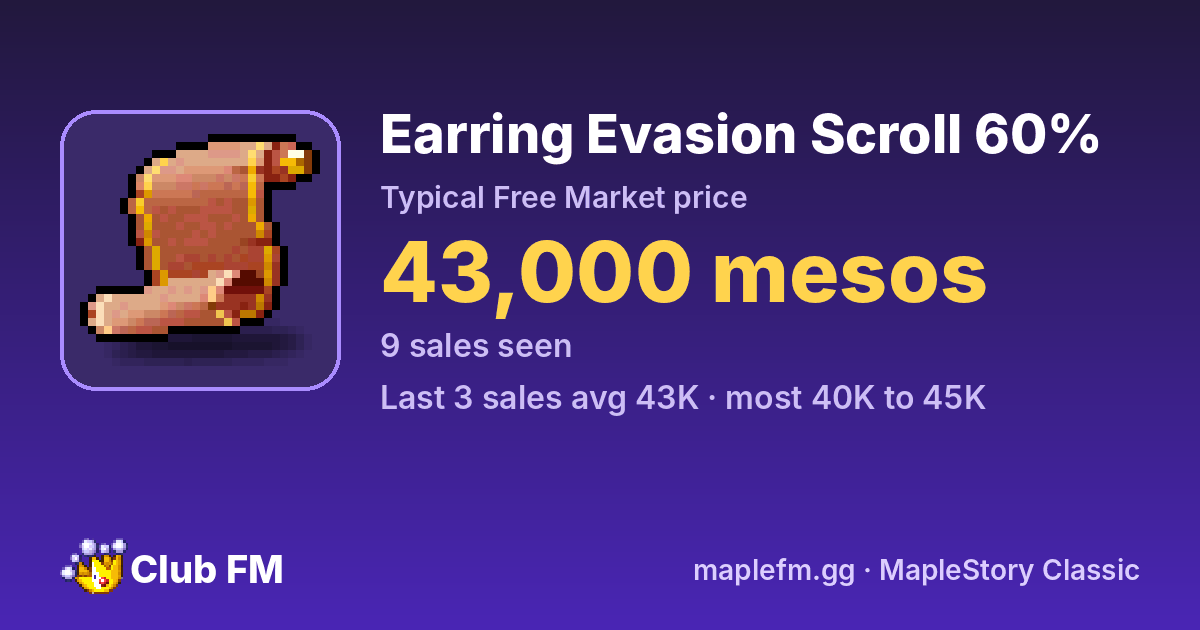 Earring Evasion Scroll 60%
Typical Free Market price
43,000 mesos
9 sales seen
Last 3 sales avg 43K · most 40K to 45K
Club FM
maplefm.gg · MapleStory Classic